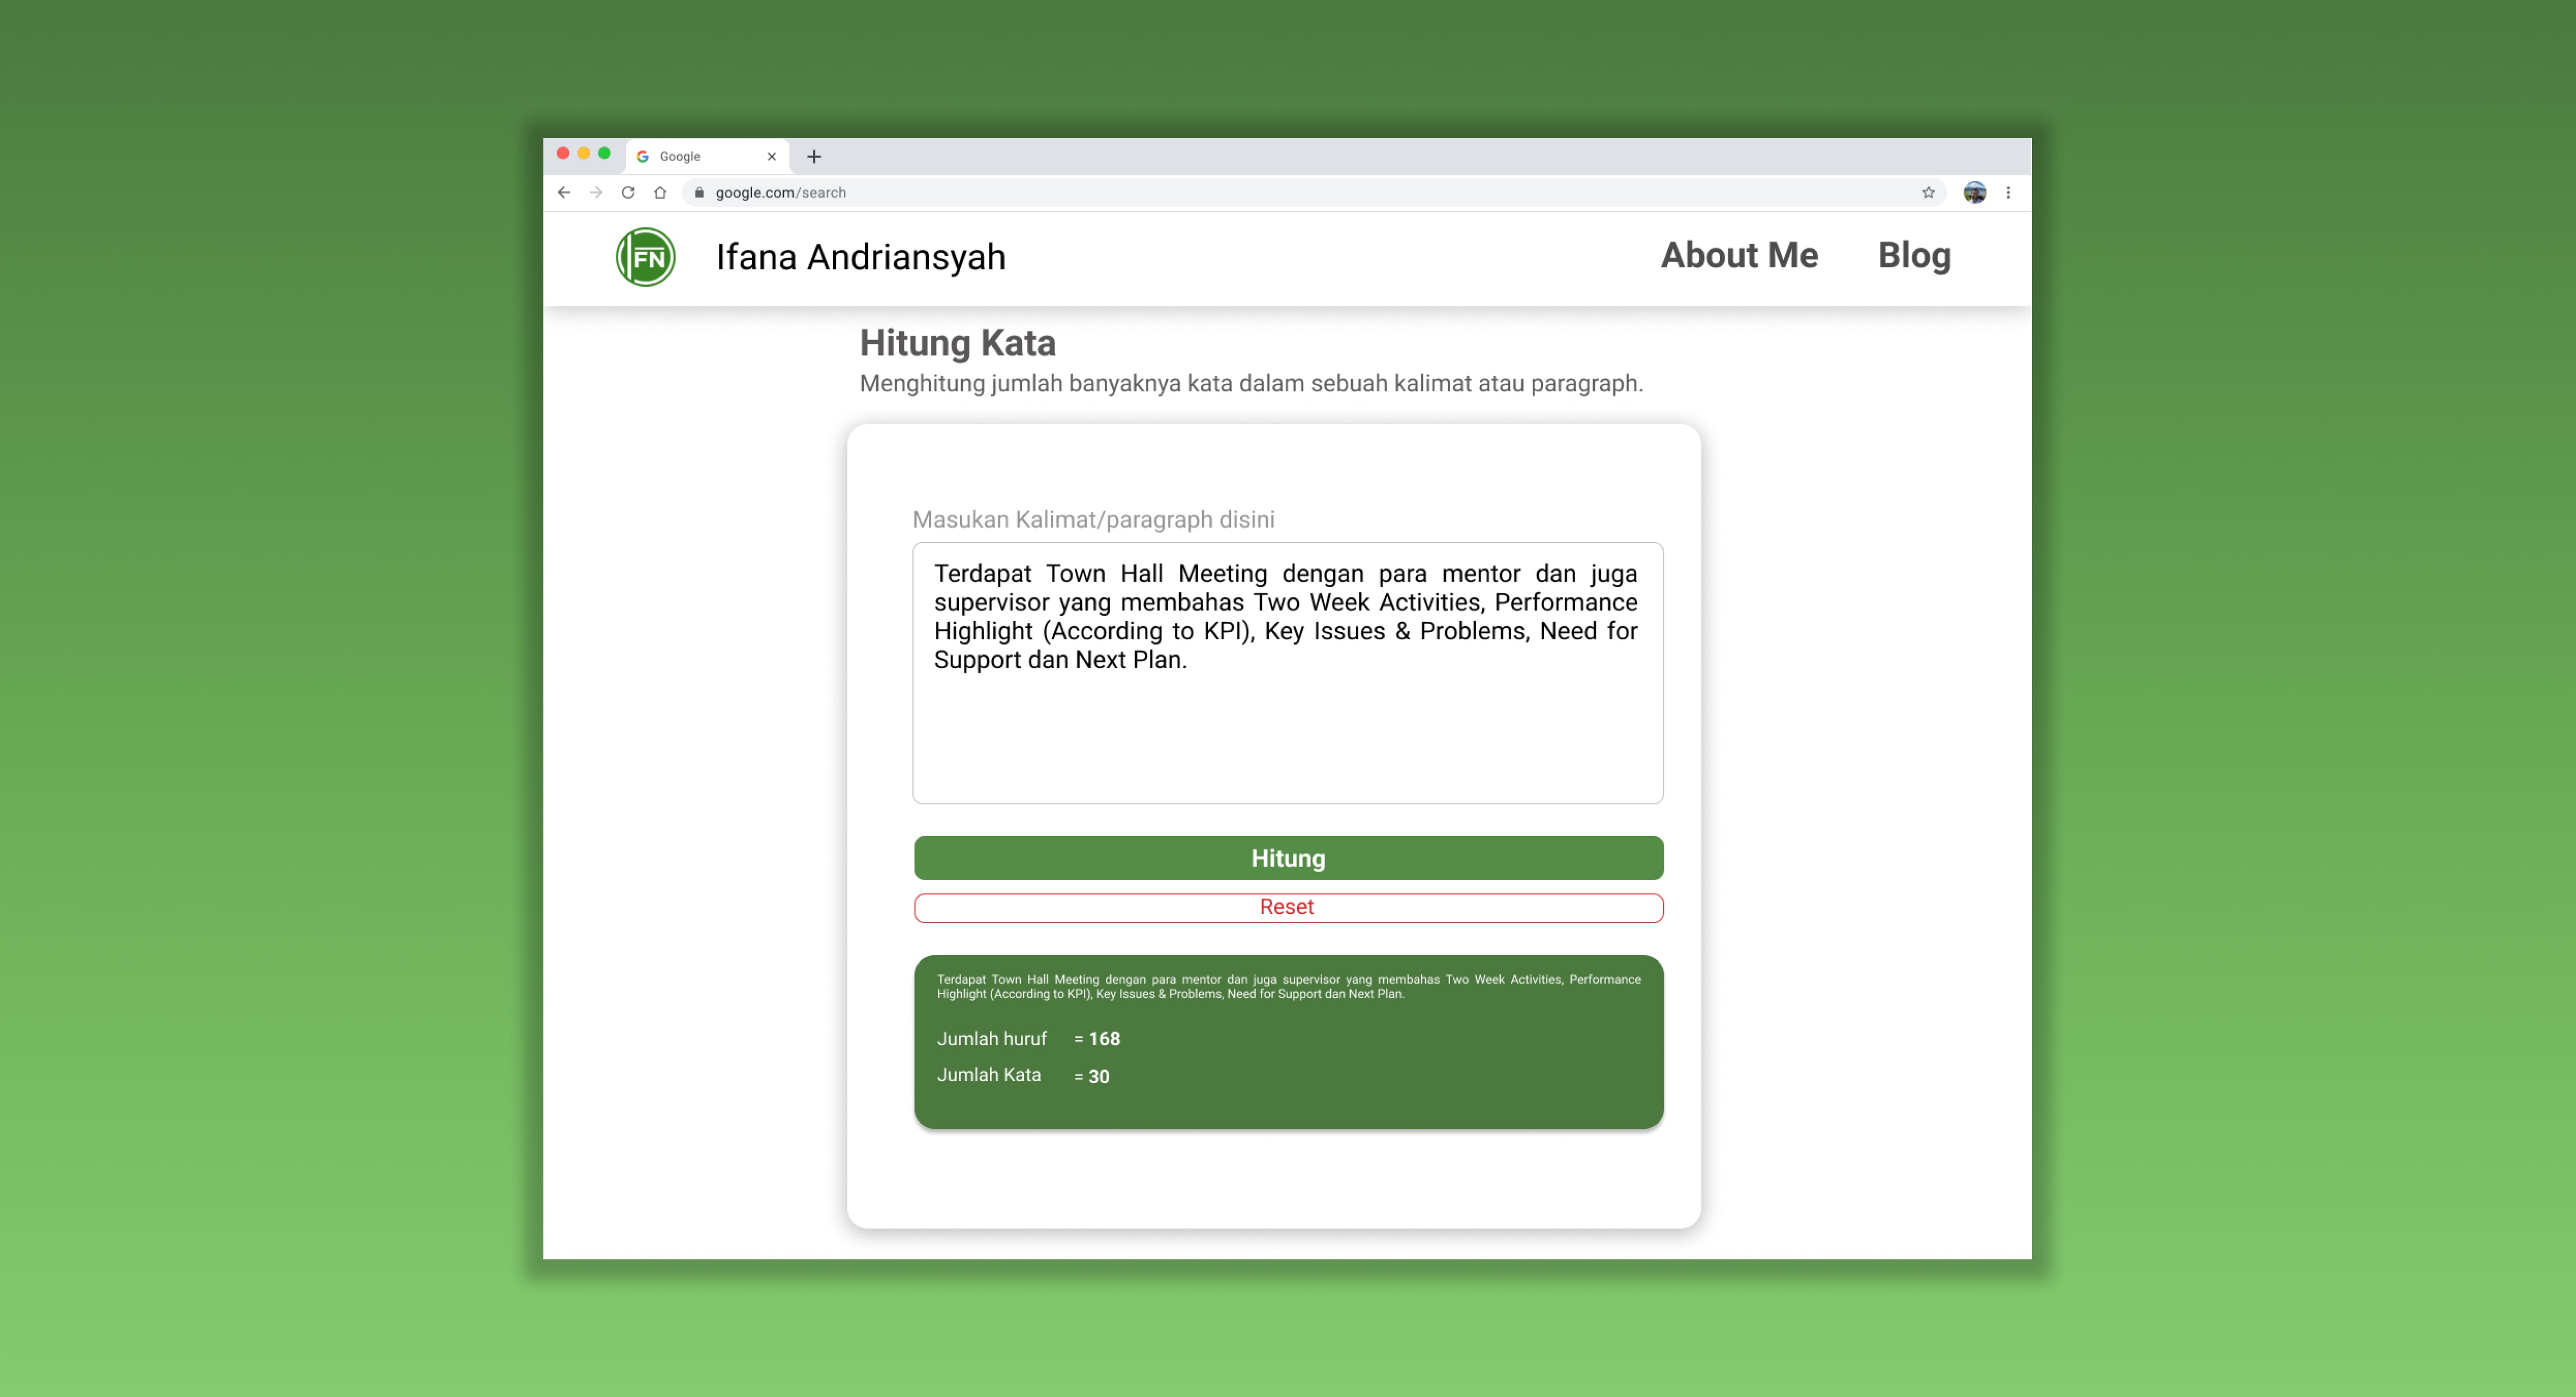 Google
google.com/search
FN
Ifana Andriansyah
About Me
Blog
Hitung Kata
Menghitung jumlah banyaknya kata dalam sebuah kalimat atau paragraph.
Masukan Kalimat/paragraph disini
Terdapat Town Hall Meeting dengan para mentor dan juga
supervisor yang membahas Two Week Activities, Performance
Highlight (According to KPI), Key Issues & Problems, Need for
Support dan Next Plan.
Hitung
Reset
Terdapat Town Hall Meeting dengan para mentor dan juga supervisor yang membahas Two Week Activities, Performance
Highlight (According to KPI), Key Issues & Problems, Need for Support dan Next Plan.
Jumlah huruf = 168
Jumlah Kata = 30